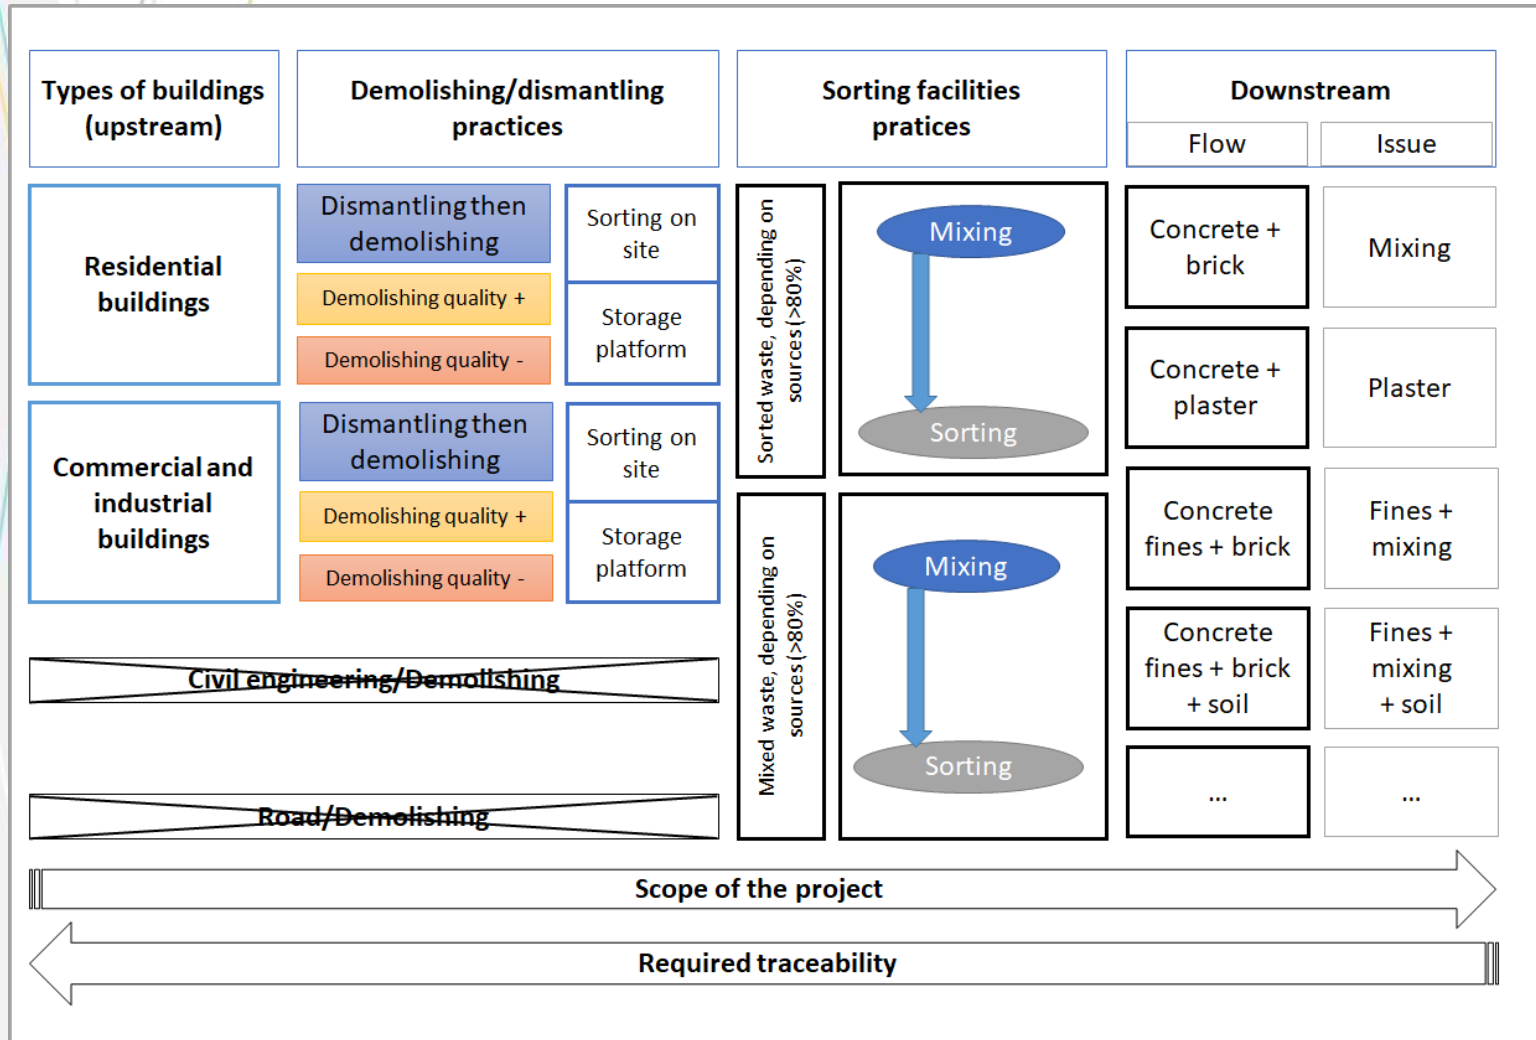 Types of buildings
(upstream)
Demolishing/dismantling
practices
Sorting facilities
pratices
Downstream
Flow
Issue
Residential
buildings
Dismantling then
demolishing
Demolishing quality +
Demolishing quality -
Sorting on
site
Storage
platform
Commercial and
industrial
buildings
Dismantling then
demolishing
Demolishing quality +
Demolishing quality -
Sorting on
site
Storage
platform
Civil engineering/Demolishing
Road/Demolishing
Sorted waste, depending on
sources (>80%)
Mixing
Sorting
Mixed waste, depending on
sources (>80%)
Mixing
Sorting
Concrete +
brick
Mixing
Concrete +
plaster
Plaster
Concrete
fines + brick
Fines +
mixing
Concrete
fines + brick
+ soil
Fines +
mixing
+ soil
...
...
Scope of the project
Required traceability